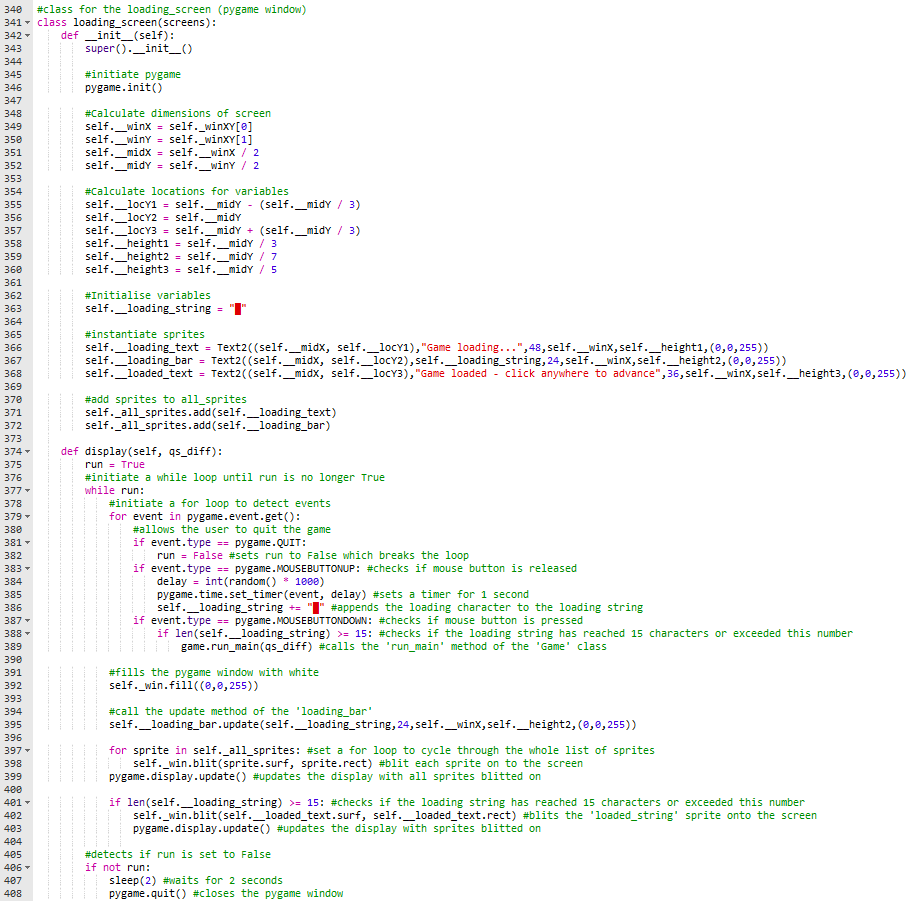 340 #class for the loading_screen (pygame window)
341 class loading_screen(screens):
342 def __init__(self):
343 super().__init__()
344
345 #initiate pygame
346 pygame.init()
347
348 #Calculate dimensions of screen
349 self.__winX = self._winXY[0]
350 self.__winY = self._winXY[1]
351 self.__midX = self.__winX / 2
352 self.__midY = self.__winY / 2
353
354 #Calculate locations for variables
355 self.__locY1 = self.__midY - (self.__midY / 3)
356 self.__locY2 = self.__midY
357 self.__locY3 = self.__midY + (self.__midY / 3)
358 self.__height1 = self.__midY / 3
359 self.__height2 = self.__midY / 7
360 self.__height3 = self.__midY / 5
361
362 #Initialise variables
363 self.__loading_string = "█"
364
365 #instantiate sprites
366 self.__loading_text = Text2((self.__midX, self.__locY1),"Game loading...",48,self.__winX,self.__height1,(0,0,255))
367 self.__loading_bar = Text2((self.__midX, self.__locY2),self.__loading_string,24,self.__winX,self.__height2,(0,0,255))
368 self.__loaded_text = Text2((self.__midX, self.__locY3),"Game loaded - click anywhere to advance",36,self.__winX,self.__height3,(0,0,255))
369
370 #add sprites to all_sprites
371 self._all_sprites.add(self.__loading_text)
372 self._all_sprites.add(self.__loading_bar)
373
374 def display(self, qs_diff):
375 run = True
376 #initiate a while loop until run is no longer True
377 while run:
378 #initiate a for loop to detect events
379 for event in pygame.event.get():
380 #allows the user to quit the game
381 if event.type == pygame.QUIT:
382 run = False #sets run to False which breaks the loop
383 if event.type == pygame.MOUSEBUTTONUP: #checks if mouse button is released
384 delay = int(random() * 1000)
385 pygame.time.set_timer(event, delay) #sets a timer for 1 second
386 self.__loading_string += "█" #appends the loading character to the loading string
387 if event.type == pygame.MOUSEBUTTONDOWN: #checks if mouse button is pressed
388 if len(self.__loading_string) >= 15: #checks if the loading string has reached 15 characters or exceeded this number
389 game.run_main(qs_diff) #calls the 'run_main' method of the 'Game' class
390
391 #fills the pygame window with white
392 self._win.fill((0,0,255))
393
394 #call the update method of the 'loading_bar'
395 self.__loading_bar.update(self.__loading_string,24,self.__winX,self.__height2,(0,0,255))
396
397 for sprite in self._all_sprites: #set a for loop to cycle through the whole list of sprites
398 self._win.blit(sprite.surf, sprite.rect) #blit each sprite on to the screen
399 pygame.display.update() #updates the display with all sprites blitted on
400
401 if len(self.__loading_string) >= 15: #checks if the loading string has reached 15 characters or exceeded this number
402 self._win.blit(self.__loaded_text.surf, self.__loaded_text.rect) #blits the 'loaded_string' sprite onto the screen
403 pygame.display.update() #updates the display with sprites blitted on
404
405 #detects if run is set to False
406 if not run:
407 sleep(2) #waits for 2 seconds
408 pygame.quit() #closes the pygame window